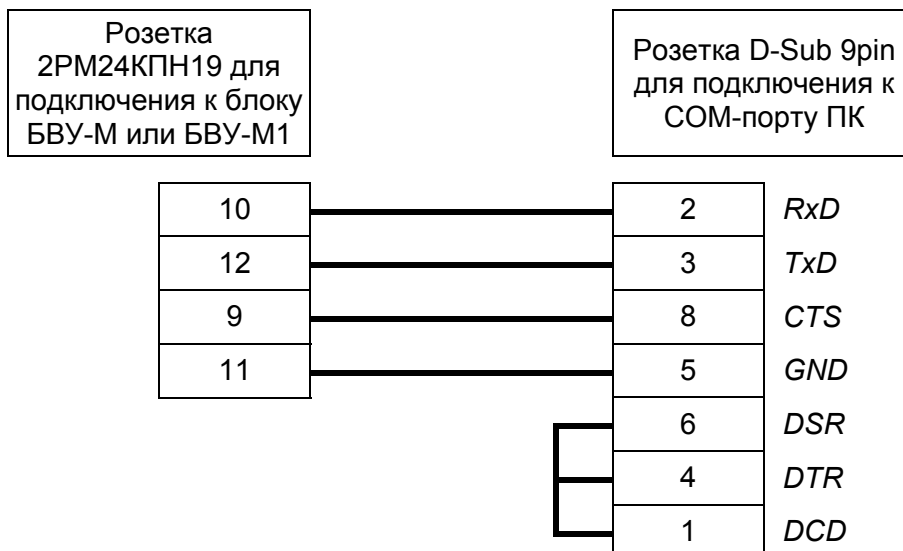 Розетка
2РМ24КПН19 для
подключения к блоку
БВУ-М или БВУ-М1
Розетка D-Sub 9pin
для подключения к
COM-порту ПК
10 2 RxD
12 3 TxD
9 8 CTS
11 5 GND
6 DSR
4 DTR
1 DCD